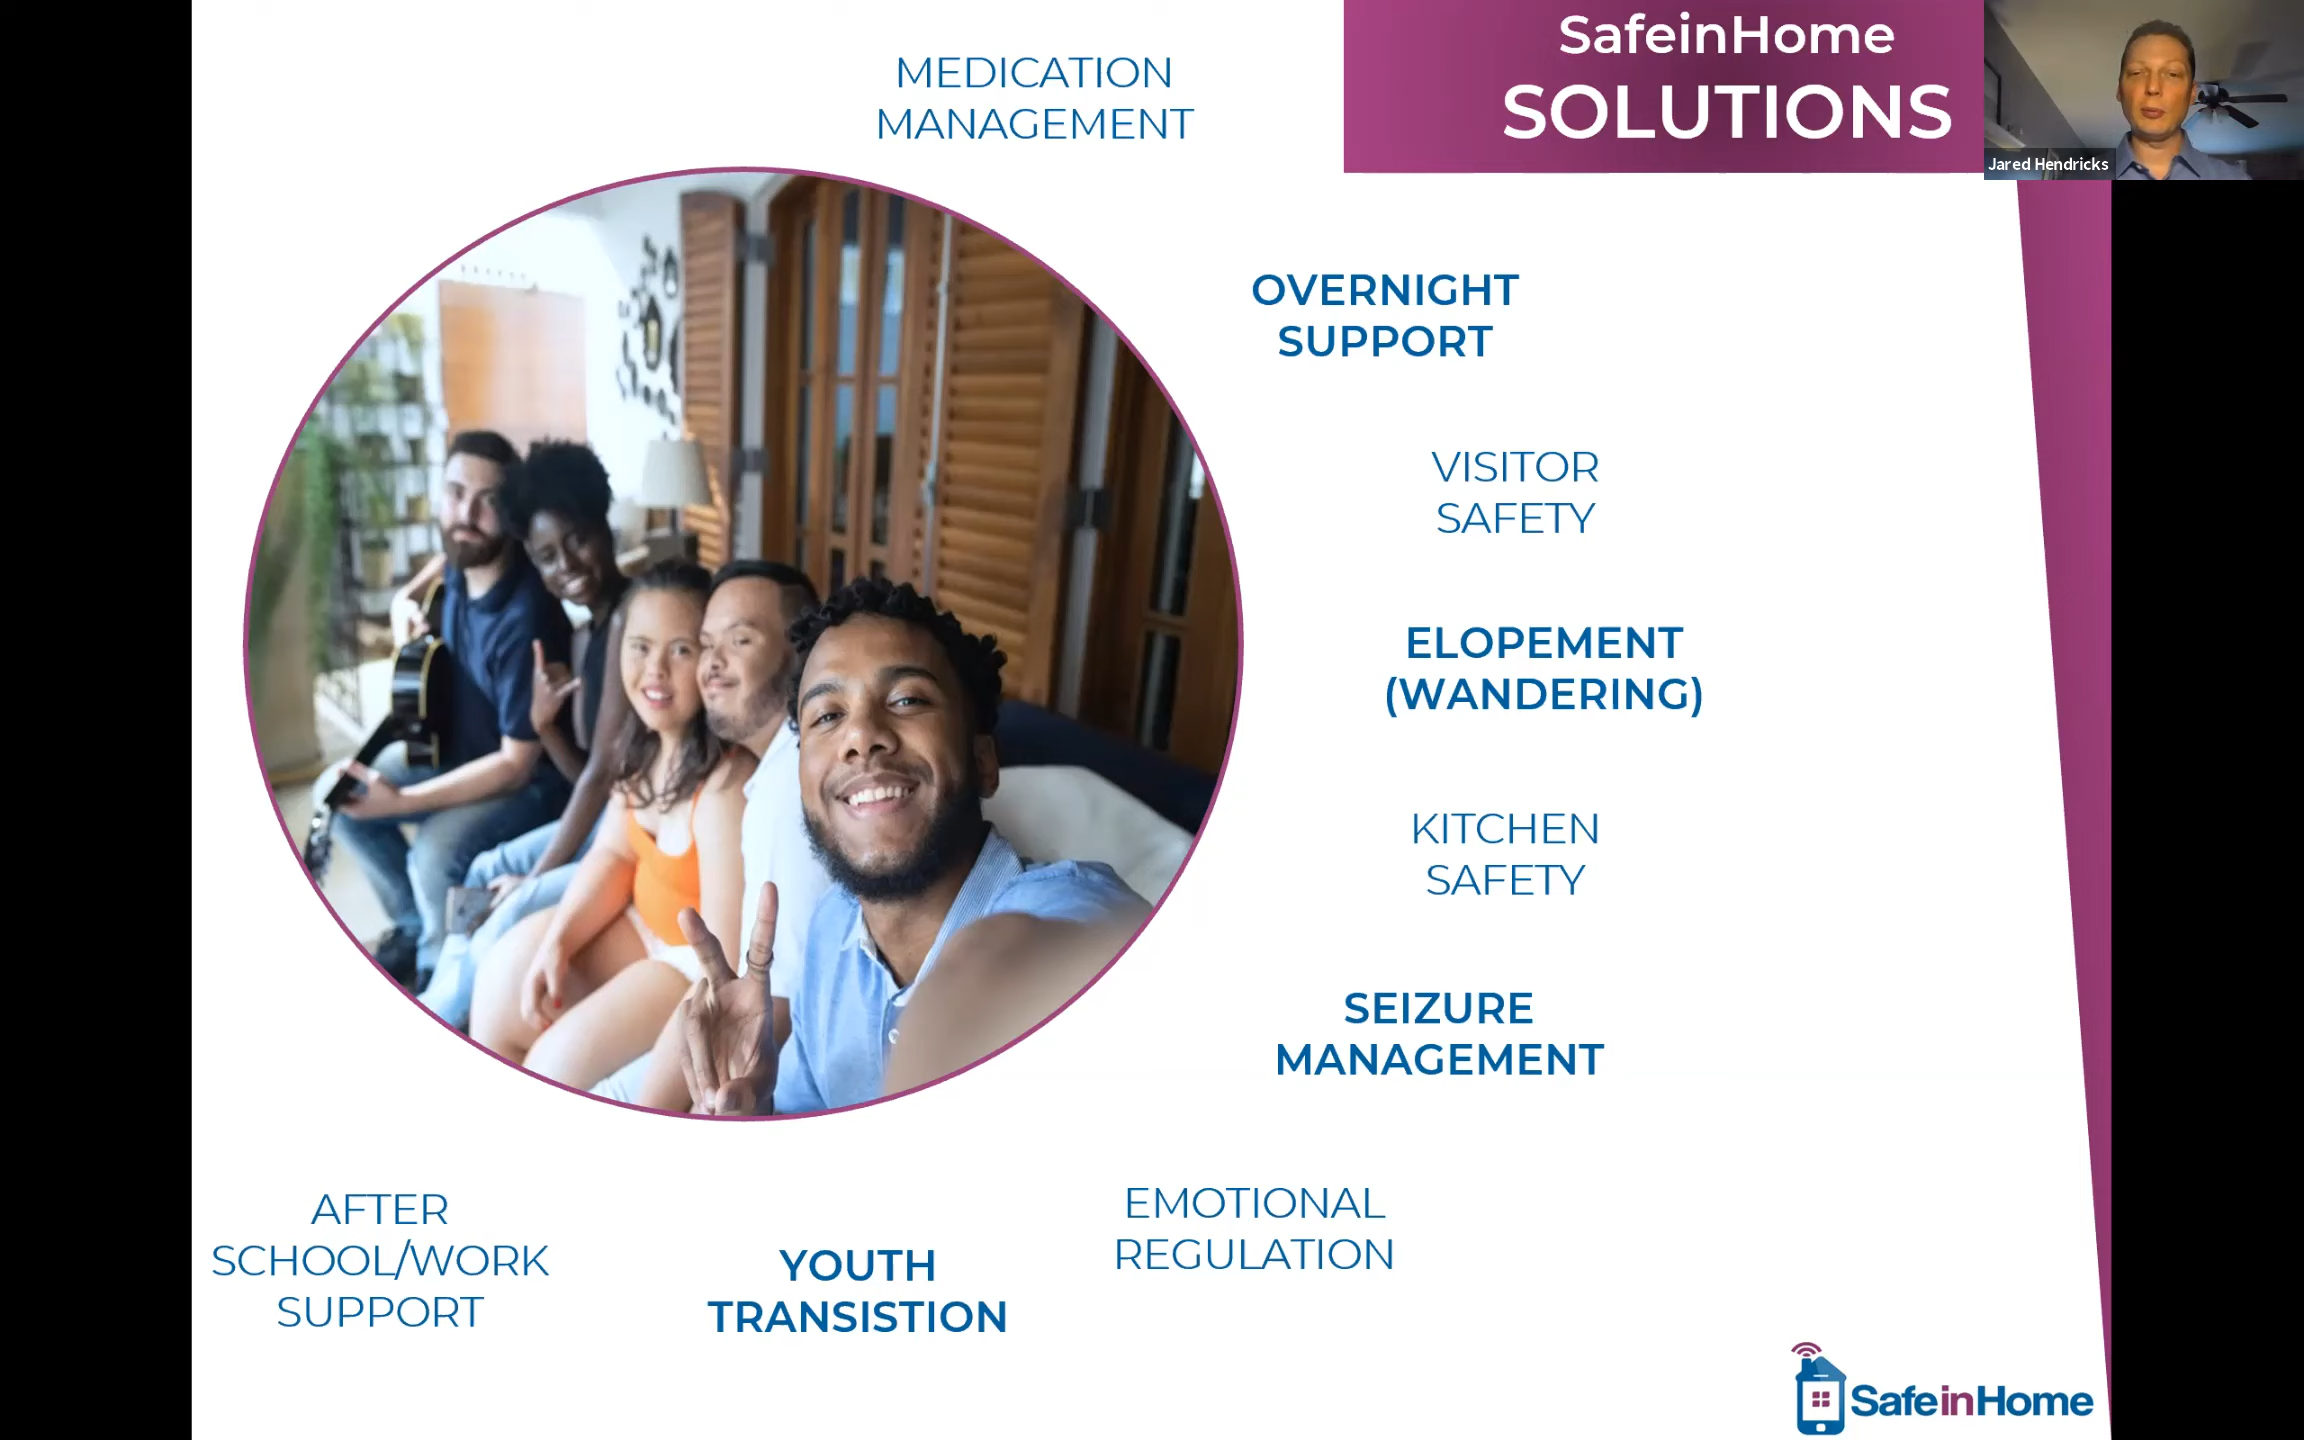 SafeinHome
SOLUTIONS
Jared Hendricks
MEDICATION
MANAGEMENT
OVERNIGHT
SUPPORT
VISITOR
SAFETY
ELOPEMENT
(WANDERING)
KITCHEN
SAFETY
SEIZURE
MANAGEMENT
EMOTIONAL
REGULATION
YOUTH
TRANSISTION
AFTER
SCHOOL/WORK
SUPPORT
SafeinHome